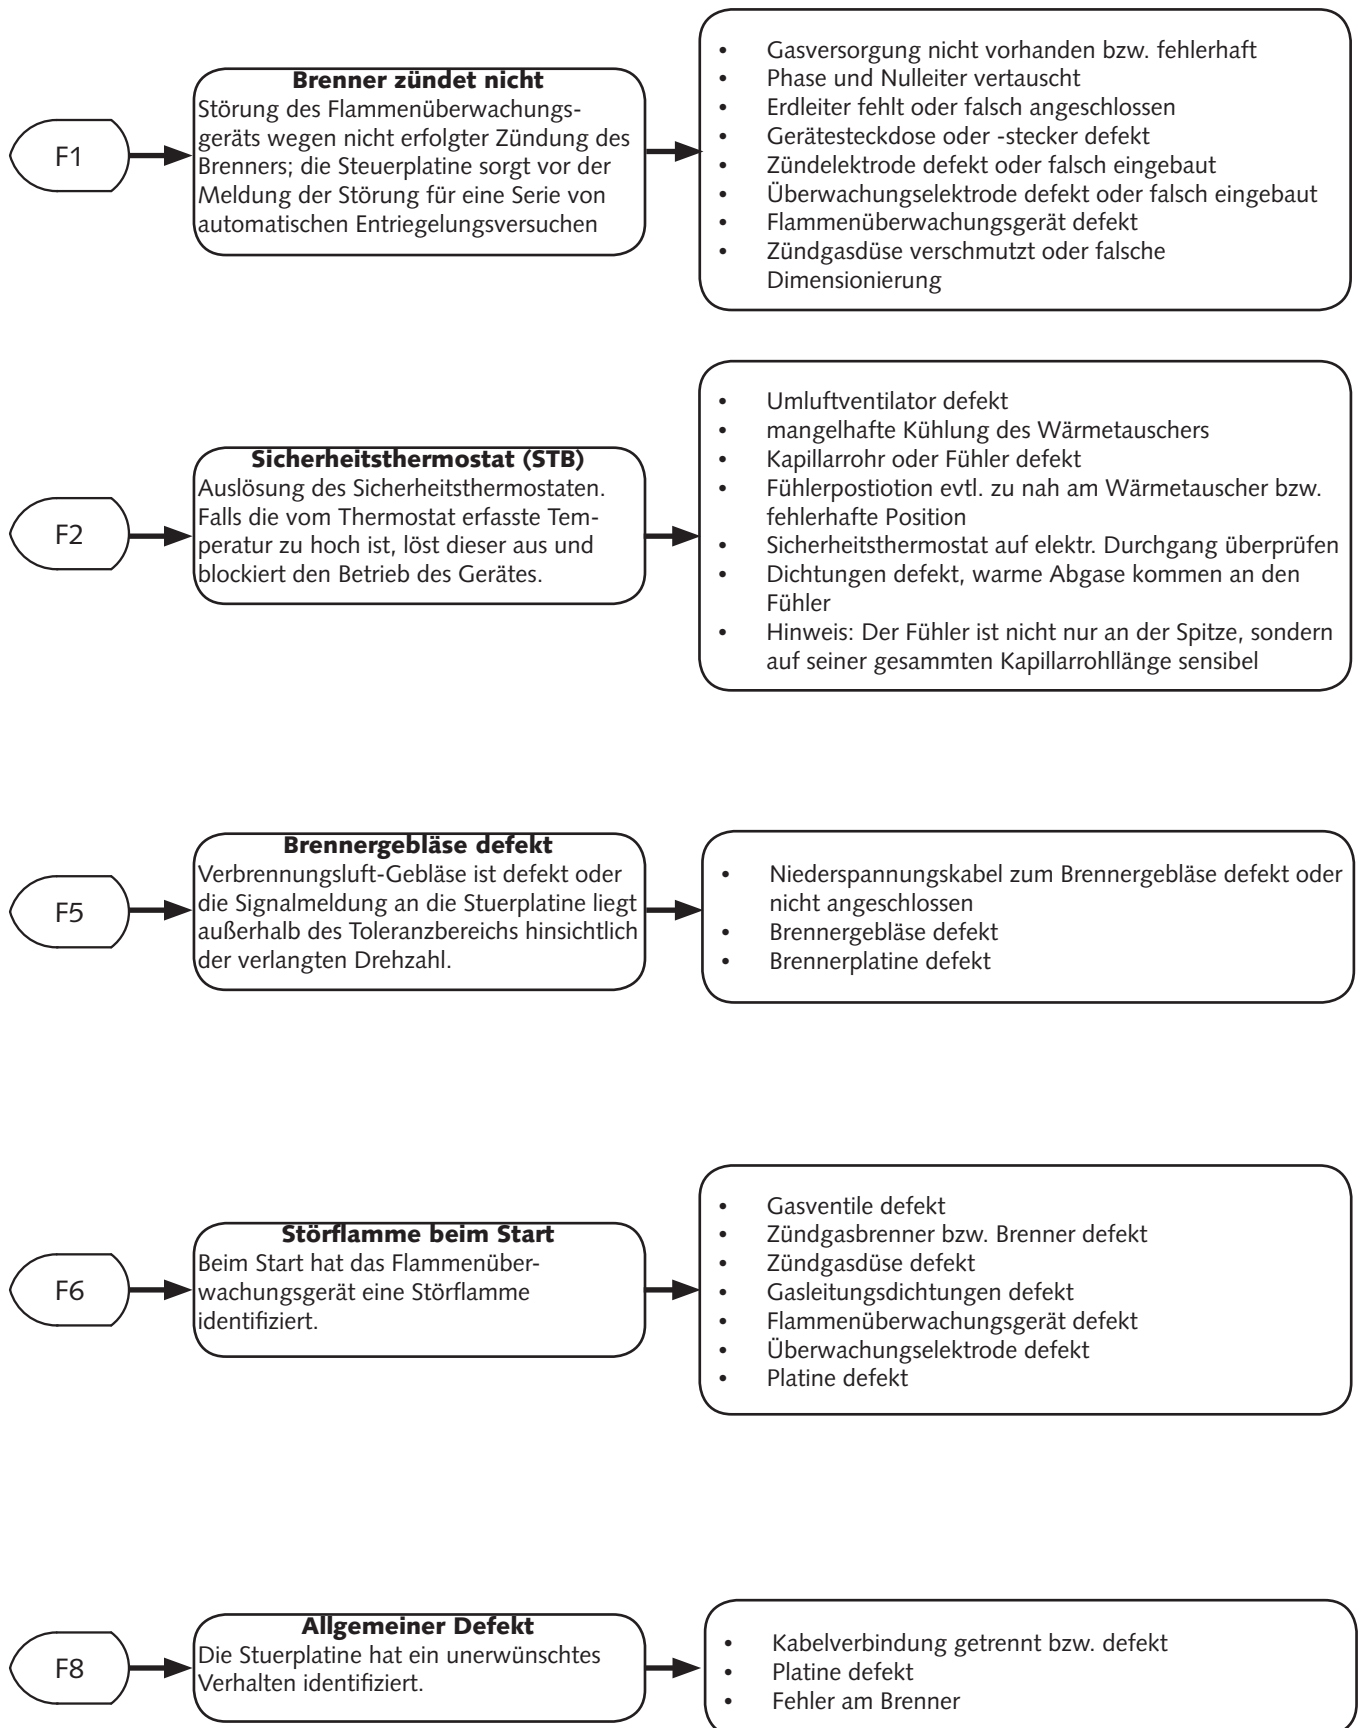 F1
Brenner zündet nicht
Störung des Flammenüberwachungs-
geräts wegen nicht erfolgter Zündung des
Brenners; die Steuerplatine sorgt vor der
Meldung der Störung für eine Serie von
automatischen Entriegelungsversuchen
• Gasversorgung nicht vorhanden bzw. fehlerhaft
• Phase und Nulleiter vertauscht
• Erdleiter fehlt oder falsch angeschlossen
• Gerätesteckdose oder -stecker defekt
• Zündelektrode defekt oder falsch eingebaut
• Überwachungselektrode defekt oder falsch eingebaut
• Flammenüberwachungsgerät defekt
• Zündgasdüse verschmutzt oder falsche
Dimensionierung
F2
Sicherheitsthermostat (STB)
Auslösung des Sicherheitsthermostaten.
Falls die vom Thermostat erfasste Tem-
peratur zu hoch ist, löst dieser aus und
blockiert den Betrieb des Gerätes.
• Umluftventilator defekt
• mangelhafte Kühlung des Wärmetauschers
• Kapillarrohr oder Fühler defekt
• Fühlerpostiotion evtl. zu nah am Wärmetauscher bzw.
fehlerhafte Position
• Sicherheitsthermostat auf elektr. Durchgang überprüfen
• Dichtungen defekt, warme Abgase kommen an den
Fühler
• Hinweis: Der Fühler ist nicht nur an der Spitze, sondern
auf seiner gesammten Kapillarrohllänge sensibel
F5
Brennergebläse defekt
Verbrennungsluft-Gebläse ist defekt oder
die Signalmeldung an die Stuerplatine liegt
außerhalb des Toleranzbereichs hinsichtlich
der verlangten Drehzahl.
• Niederspannungskabel zum Brennergebläse defekt oder
nicht angeschlossen
• Brennergebläse defekt
• Brennerplatine defekt
F6
Störflamme beim Start
Beim Start hat das Flammenüber-
wachungsgerät eine Störflamme
identifiziert.
• Gasventile defekt
• Zündgasbrenner bzw. Brenner defekt
• Zündgasdüse defekt
• Gasleitungsdichtungen defekt
• Flammenüberwachungsgerät defekt
• Überwachungselektrode defekt
• Platine defekt
F8
Allgemeiner Defekt
Die Stuerplatine hat ein unerwünschtes
Verhalten identifiziert.
• Kabelverbindung getrennt bzw. defekt
• Platine defekt
• Fehler am Brenner